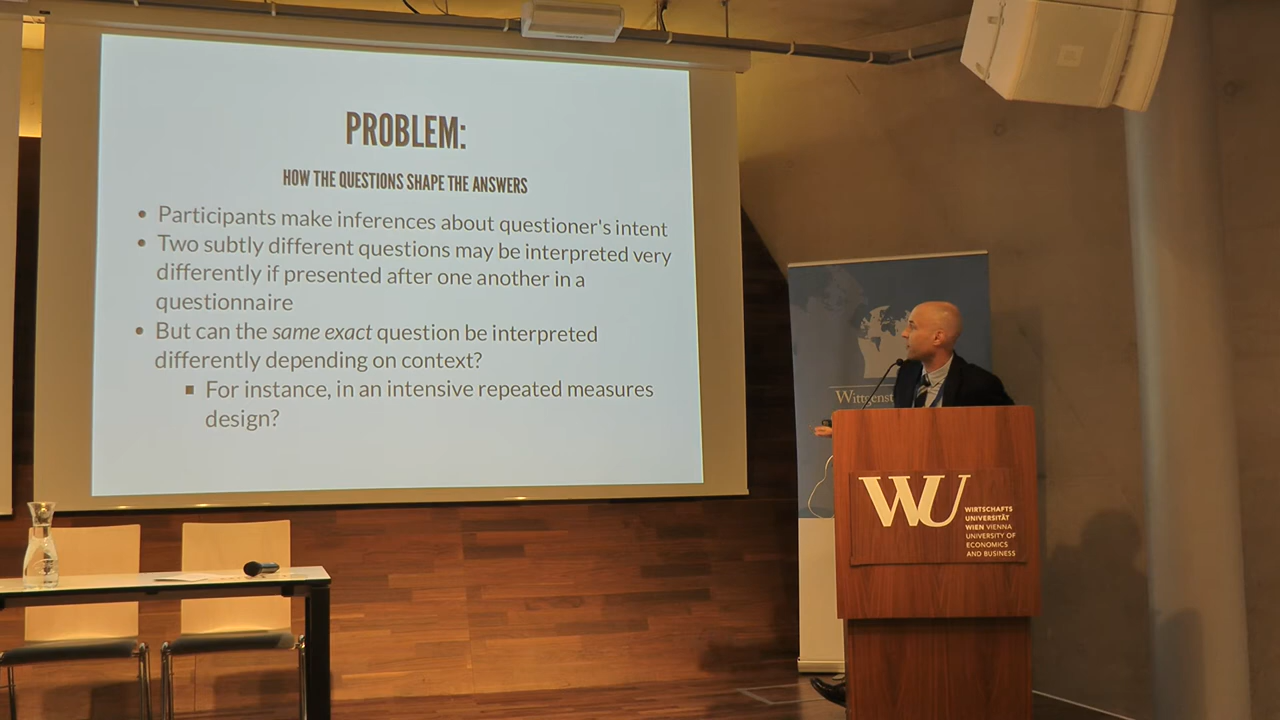 PROBLEM:
HOW THE QUESTIONS SHAPE THE ANSWERS
• Participants make inferences about questioner's intent
• Two subtly different questions may be interpreted very
differently if presented after one another in a
questionnaire
• But can the same exact question be interpreted
differently depending on context?
▪ For instance, in an intensive repeated measures
design?
Wittgenst
WU
WIRTSCHAFTS
UNIVERSITÄT
WIEN VIENNA
UNIVERSITY OF
ECONOMICS
AND BUSINESS